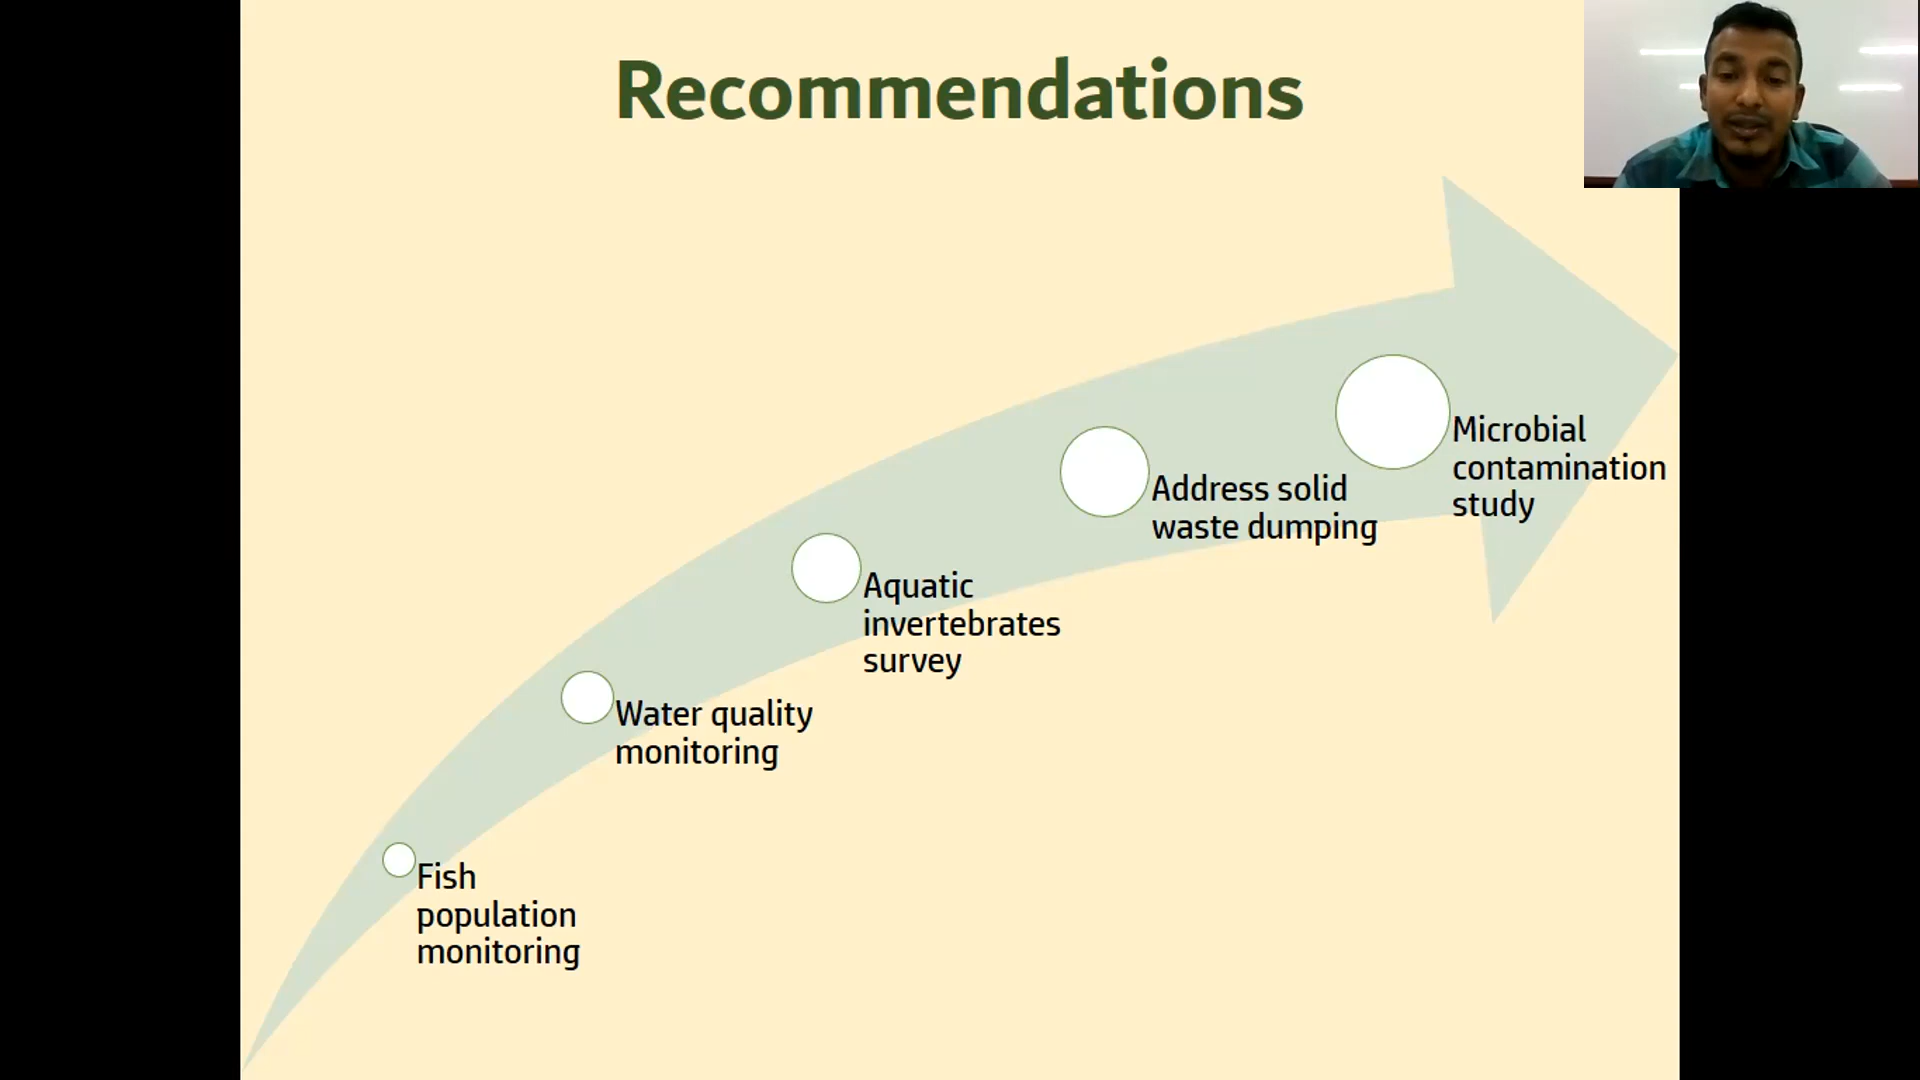 Recommendations
Fish
population
monitoring
Water quality
monitoring
Aquatic
invertebrates
survey
Address solid
waste dumping
Microbial
contamination
study